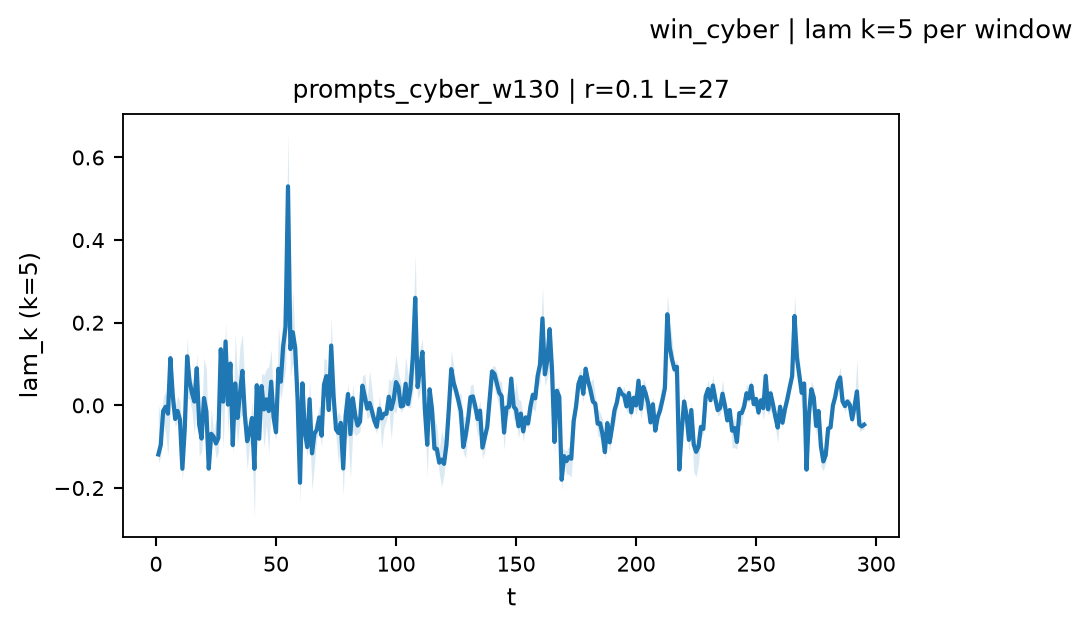 win_cyber | lam k=5 per window
prompts_cyber_w130 | r=0.1 L=27
lam_k (k=5)
0.6
0.4
0.2
0.0
−0.2
0 50 100 150 200 250 300
t